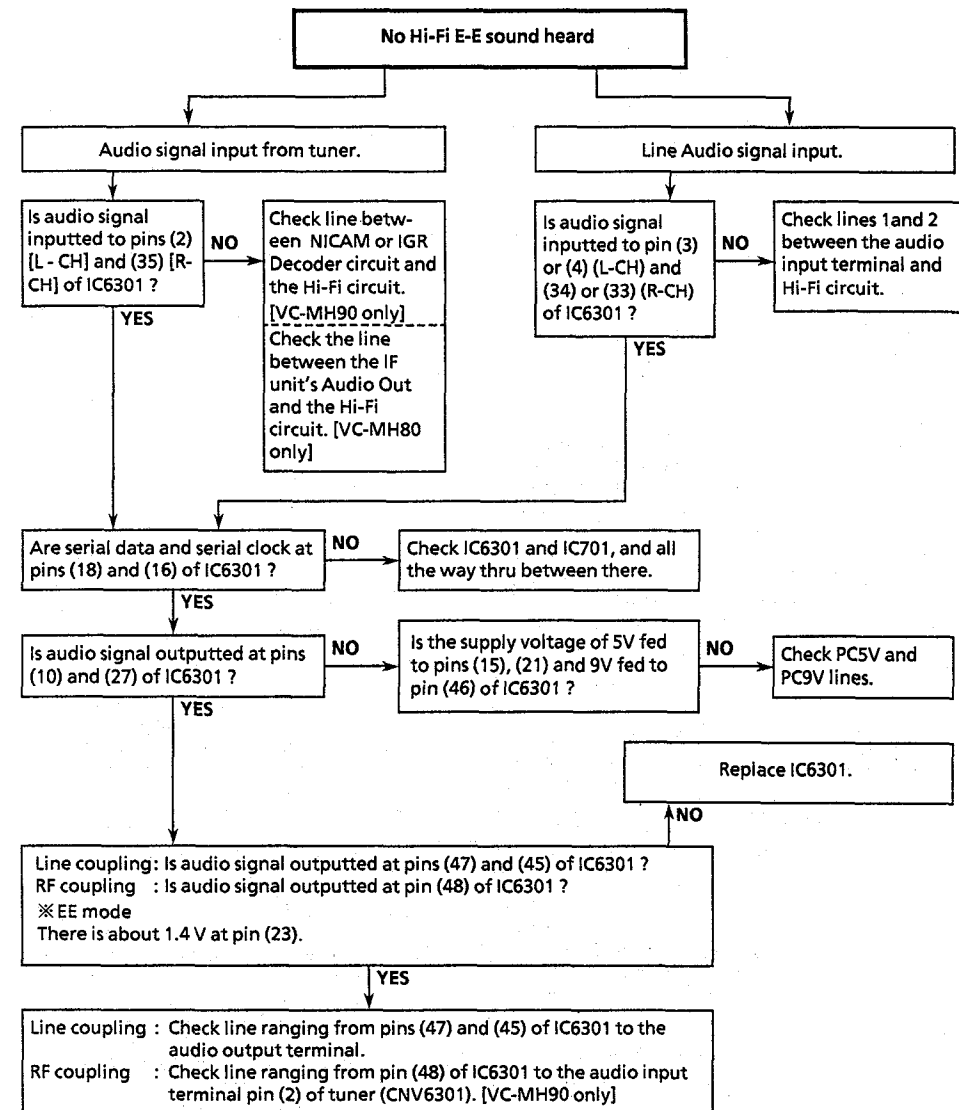 No Hi-Fi E-E sound heard
Audio signal input from tuner.
Line Audio signal input.
Is audio signal
inputted to pins (2)
[L - CH] and (35) [R-
CH] of IC6301 ?
NO
YES
Check line betw-
een NICAM or IGR
Decoder circuit and
the Hi-Fi circuit.
[VC-MH90 only]
Check the line
between the IF
unit's Audio Out
and the Hi-Fi
circuit. [VC-MH80
only]
Is audio signal
inputted to pin (3)
or (4) (L-CH) and
(34) or (33) (R-CH)
of IC6301 ?
NO
YES
Check lines 1and 2
between the audio
input terminal and
Hi-Fi circuit.
Are serial data and serial clock at
pins (18) and (16) of IC6301 ?
NO
YES
Check IC6301 and IC701, and all
the way thru between there.
Is audio signal outputted at pins
(10) and (27) of IC6301 ?
NO
YES
Is the supply voltage of 5V fed
to pins (15), (21) and 9V fed to
pin (46) of IC6301 ?
NO
Check PC5V and
PC9V lines.
Replace IC6301.
NO
Line coupling : Is audio signal outputted at pins (47) and (45) of IC6301 ?
RF coupling : Is audio signal outputted at pin (48) of IC6301 ?
※ EE mode
There is about 1.4 V at pin (23).
YES
Line coupling : Check line ranging from pins (47) and (45) of IC6301 to the
audio output terminal.
RF coupling : Check line ranging from pin (48) of IC6301 to the audio input
terminal pin (2) of tuner (CNV6301). [VC-MH90 only]